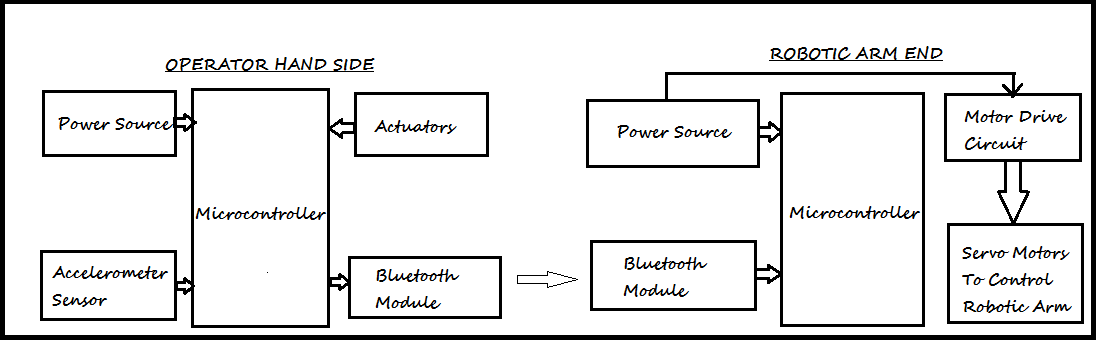 OPERATOR HAND SIDE
Power Source
Actuators
Microcontroller
Accelerometer
Sensor
Bluetooth
Module
ROBOTIC ARM END
Power Source
Motor Drive
Circuit
Microcontroller
Bluetooth
Module
Servo Motors
To Control
Robotic Arm